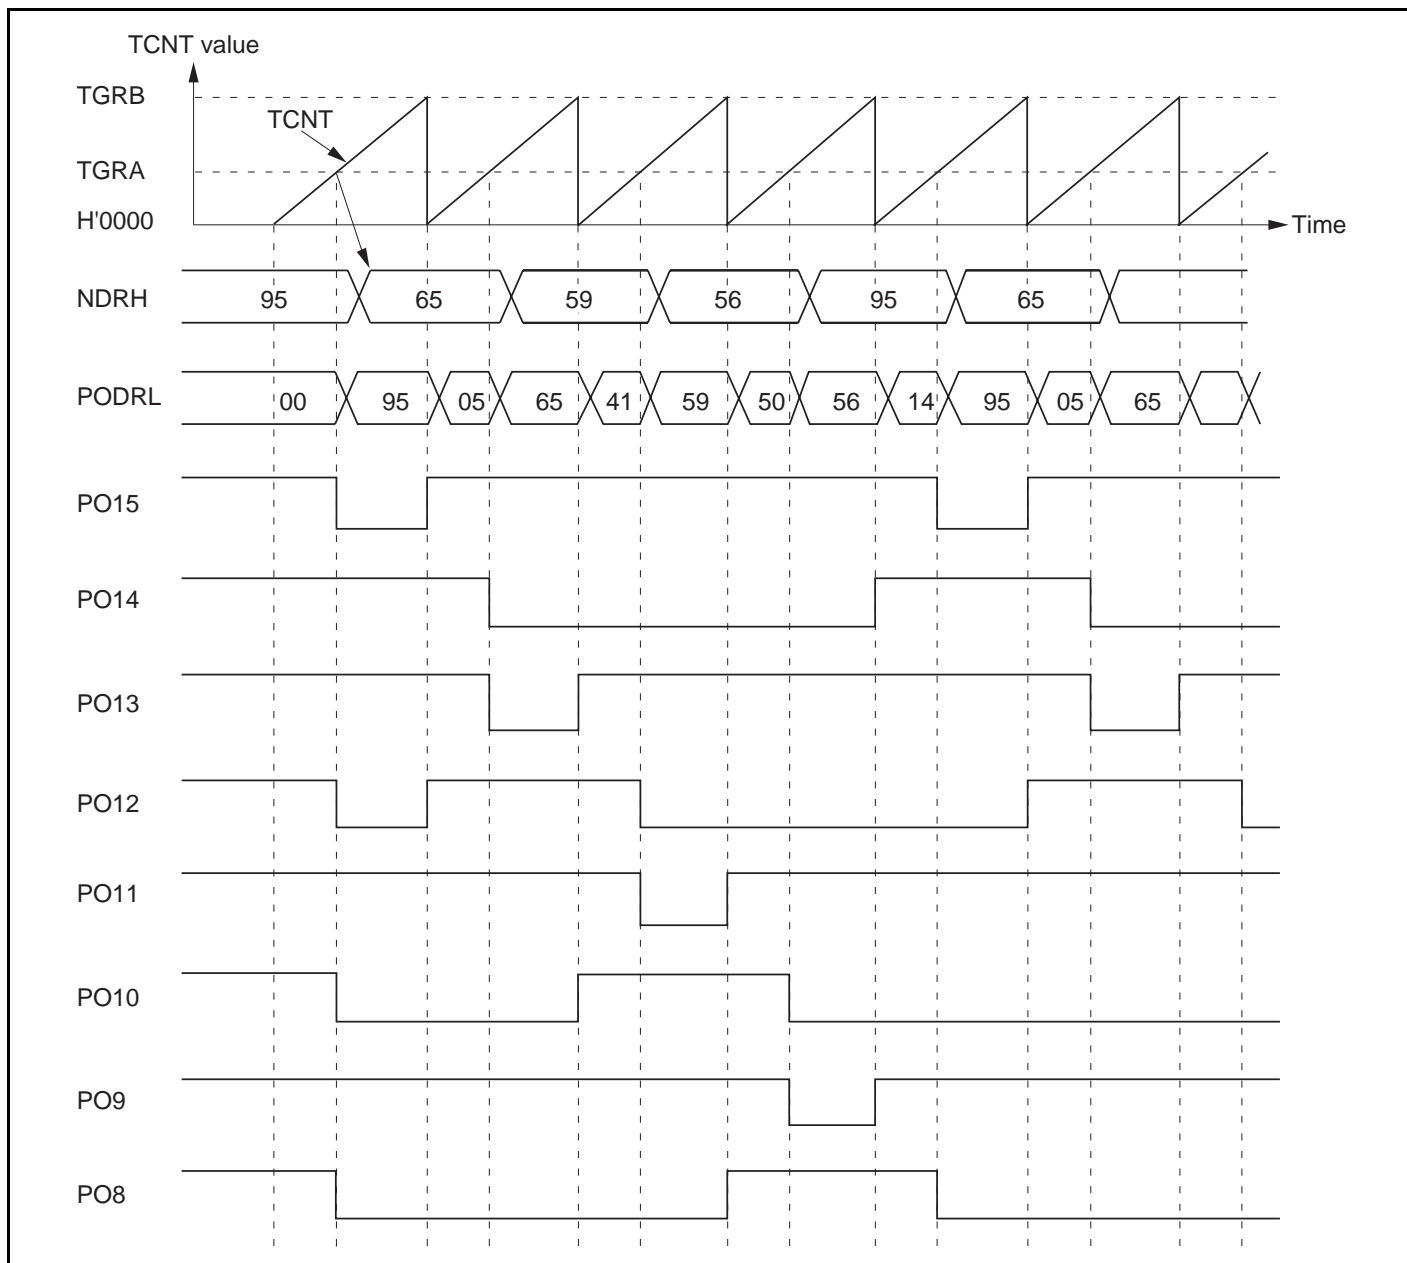 TCNT value
TGRB
TCNT
TGRA
H'0000
Time
NDRH 95 65 59 56 95 65
PODRL 00 95 05 65 41 59 50 56 14 95 05 65
PO15
PO14
PO13
PO12
PO11
PO10
PO9
PO8